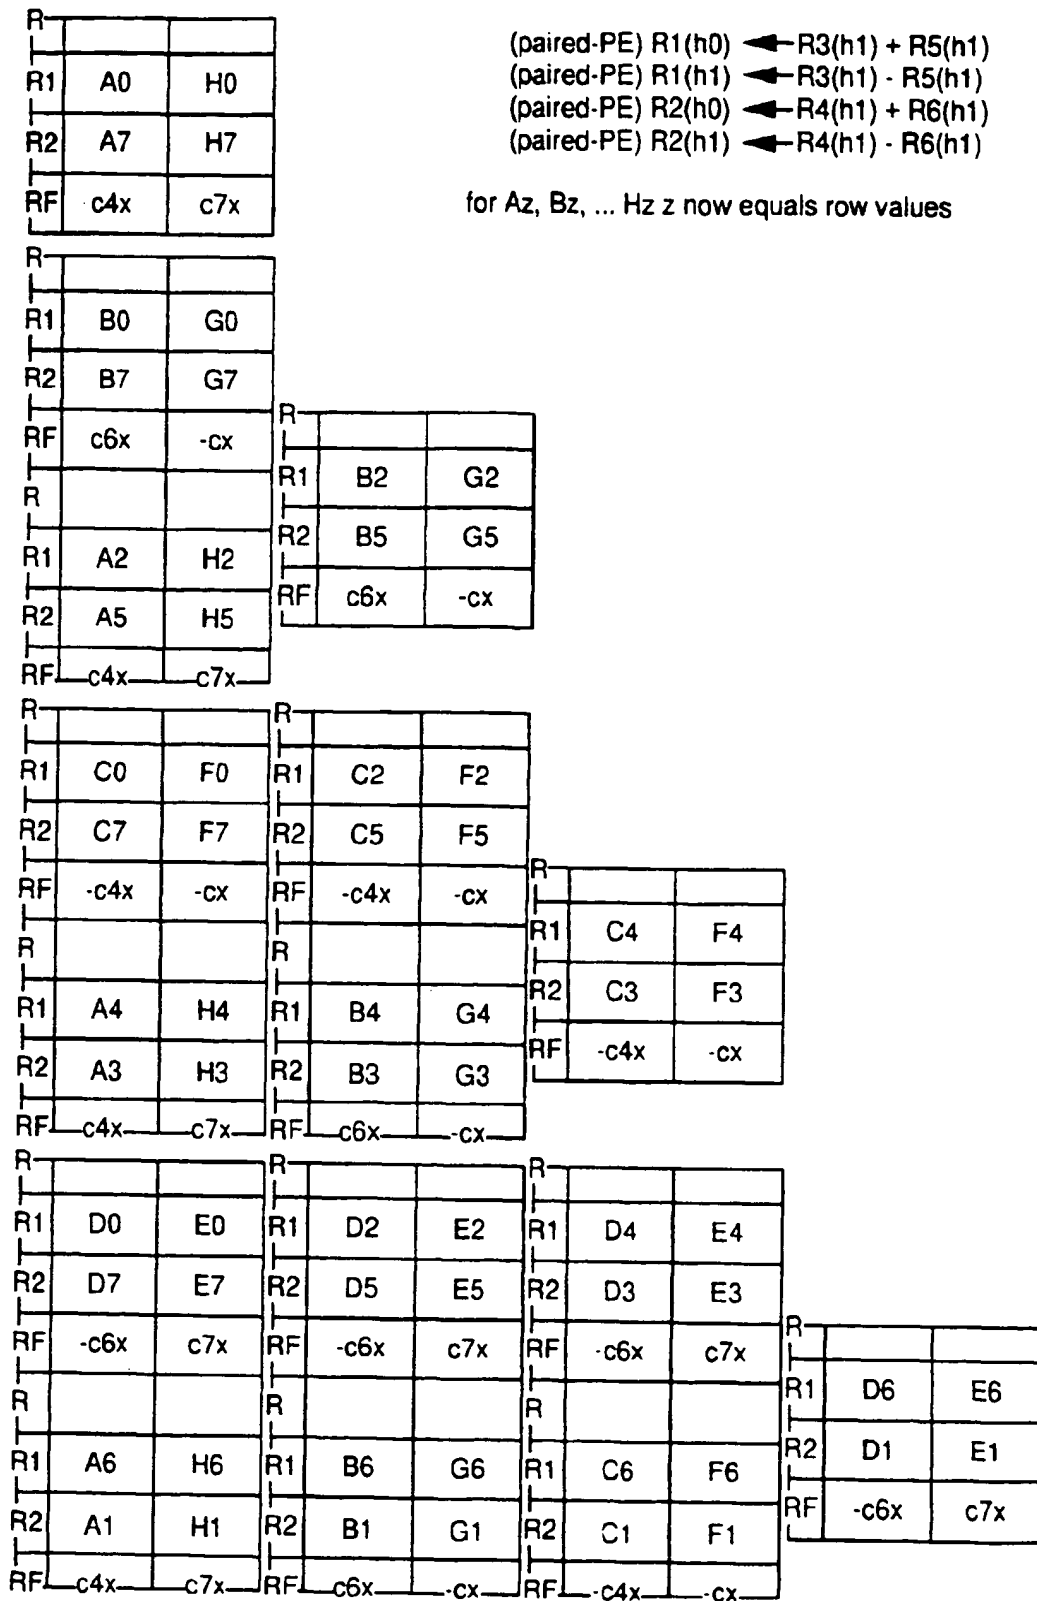 R
R1 A0 H0
R2 A7 H7
RF c4x c7x
(paired-PE) R1(h0) ◄ R3(h1) + R5(h1)
(paired-PE) R1(h1) ◄ R3(h1) - R5(h1)
(paired-PE) R2(h0) ◄ R4(h1) + R6(h1)
(paired-PE) R2(h1) ◄ R4(h1) - R6(h1)
for Az, Bz, ... Hz z now equals row values
R
R1 B0 G0
R2 B7 G7
RF c6x -cx
R
R1 A2 H2
R2 A5 H5
RF c4x c7x
R
R1 B2 G2
R2 B5 G5
RF c6x -cx
R
R1 C0 F0
R2 C7 F7
RF -c4x -cx
R
R1 A4 H4
R2 A3 H3
RF c4x c7x
R
R1 C2 F2
R2 C5 F5
RF -c4x -cx
R
R1 B4 G4
R2 B3 G3
RF c6x -cx
R
R1 C4 F4
R2 C3 F3
RF -c4x -cx
R
R1 D0 E0
R2 D7 E7
RF -c6x c7x
R
R1 A6 H6
R2 A1 H1
RF c4x c7x
R
R1 D2 E2
R2 D5 E5
RF -c6x c7x
R
R1 B6 G6
R2 B1 G1
RF c6x -cx
R
R1 D4 E4
R2 D3 E3
RF -c6x c7x
R
R1 C6 F6
R2 C1 F1
RF -c4x -cx
R
R1 D6 E6
R2 D1 E1
RF -c6x c7x